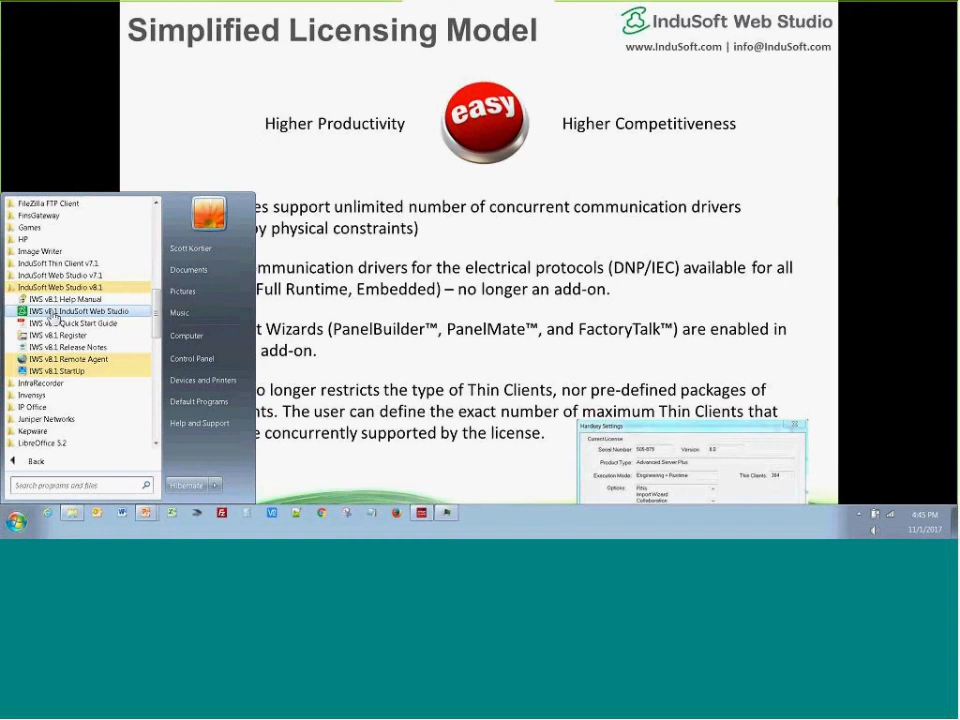 Simplified Licensing Model
InduSoft Web Studio
www.InduSoft.com | info@InduSoft.com
Higher Productivity
easy
Higher Competitiveness
es support unlimited number of concurrent communication drivers
by physical constraints)
mmunication drivers for the electrical protocols (DNP/IEC) available for all
Full Runtime, Embedded) – no longer an add-on.
t Wizards (PanelBuilder™, PanelMate™, and FactoryTalk™) are enabled in
add-on.
o longer restricts the type of Thin Clients, nor pre-defined packages of
nts. The user can define the exact number of maximum Thin Clients that
e concurrently supported by the license.
FileZilla FTP Client
FinsGateway
Games
HP
Image Writer
InduSoft Thin Client v7.1
InduSoft Web Studio v7.1
InduSoft Web Studio v8.1
IWS v8.1 Help Manual
IWS v8.1 InduSoft Web Studio
IWS v8.1 Quick Start Guide
IWS v8.1 Register
IWS v8.1 Release Notes
IWS v8.1 Remote Agent
IWS v8.1 StartUp
InfraRecorder
Invensys
IP Office
Juniper Networks
Kepware
LibreOffice 5.2
Back
Search programs and files
Scott Kortier
Documents
Pictures
Music
Computer
Control Panel
Devices and Printers
Default Programs
Help and Support
Hibernate
Hardkey Settings
Current License
Serial Number: 505-879 Version: 8.0
Product Type: Advanced Server Plus
Execution Mode: Engineering + Runtime Thin Clients: 384
Options:
Import Wizard
Collaboration
4:45 PM
11/1/2017